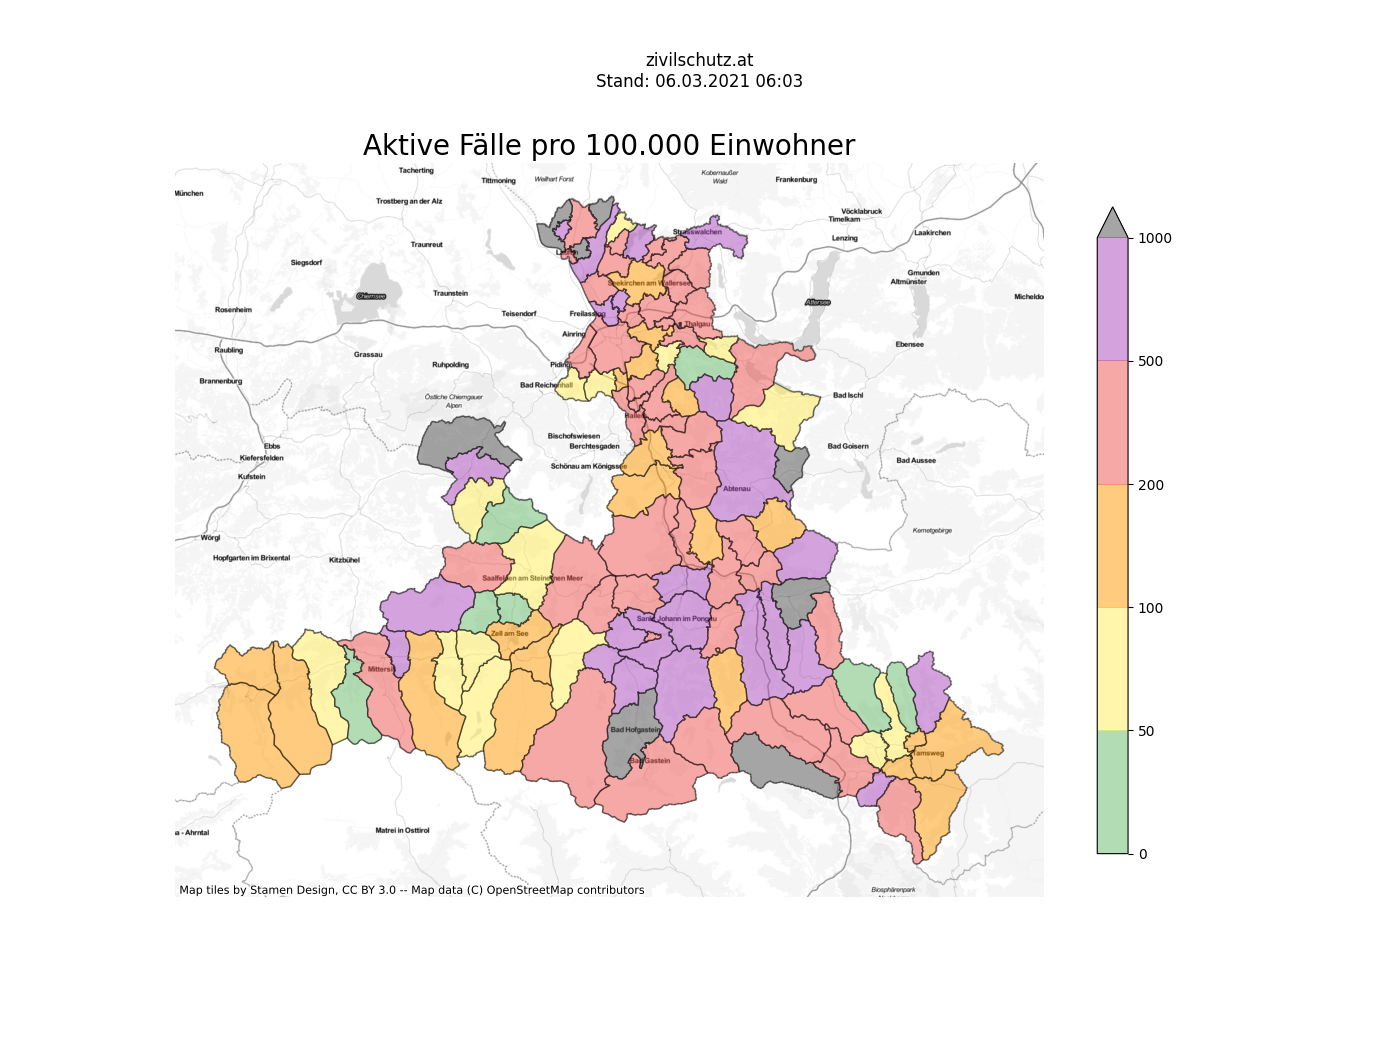 zivilschutz.at
Stand: 06.03.2021 06:03
Aktive Fälle pro 100.000 Einwohner
Tacherting
Tittmoning
Weilhart Forst
Kobernaußer
Wald
Frankenburg
München
Trostberg an der Alz
Vöcklabruck
Timelkam
Laakirchen
Strasswalchen
Lenzing
Traunreut
Siegsdorf
Gmunden
Altmünster
Seekirchen am Wallersee
Chiemsee
Traunstein
Attersee
Micheldo
Rosenheim
Teisendorf
Freilassing
Thalgau
Ainring
Ebensee
Raubling
Grassau
Ruhpolding
Piding
Brannenburg
Bad Reichenhall
Östliche Chiemgauer
Alpen
Bad Ischl
Hallein
Bischofswiesen
Berchtesgaden
Bad Goisern
Ebbs
Kiefersfelden
Schönau am Königssee
Bad Aussee
Kufstein
Abtenau
Kemetgebirge
Wörgl
Hopfgarten im Brixental
Kitzbühel
Saalfelden am Steinernen Meer
Sankt Johann im Pongau
Zell am See
Mittersill
Bad Hofgastein
Bad Gastein
Tamsweg
Matrei in Osttirol
a - Ahrntal
Biosphärenpark
Map tiles by Stamen Design, CC BY 3.0 -- Map data (C) OpenStreetMap contributors
1000
500
200
100
50
0